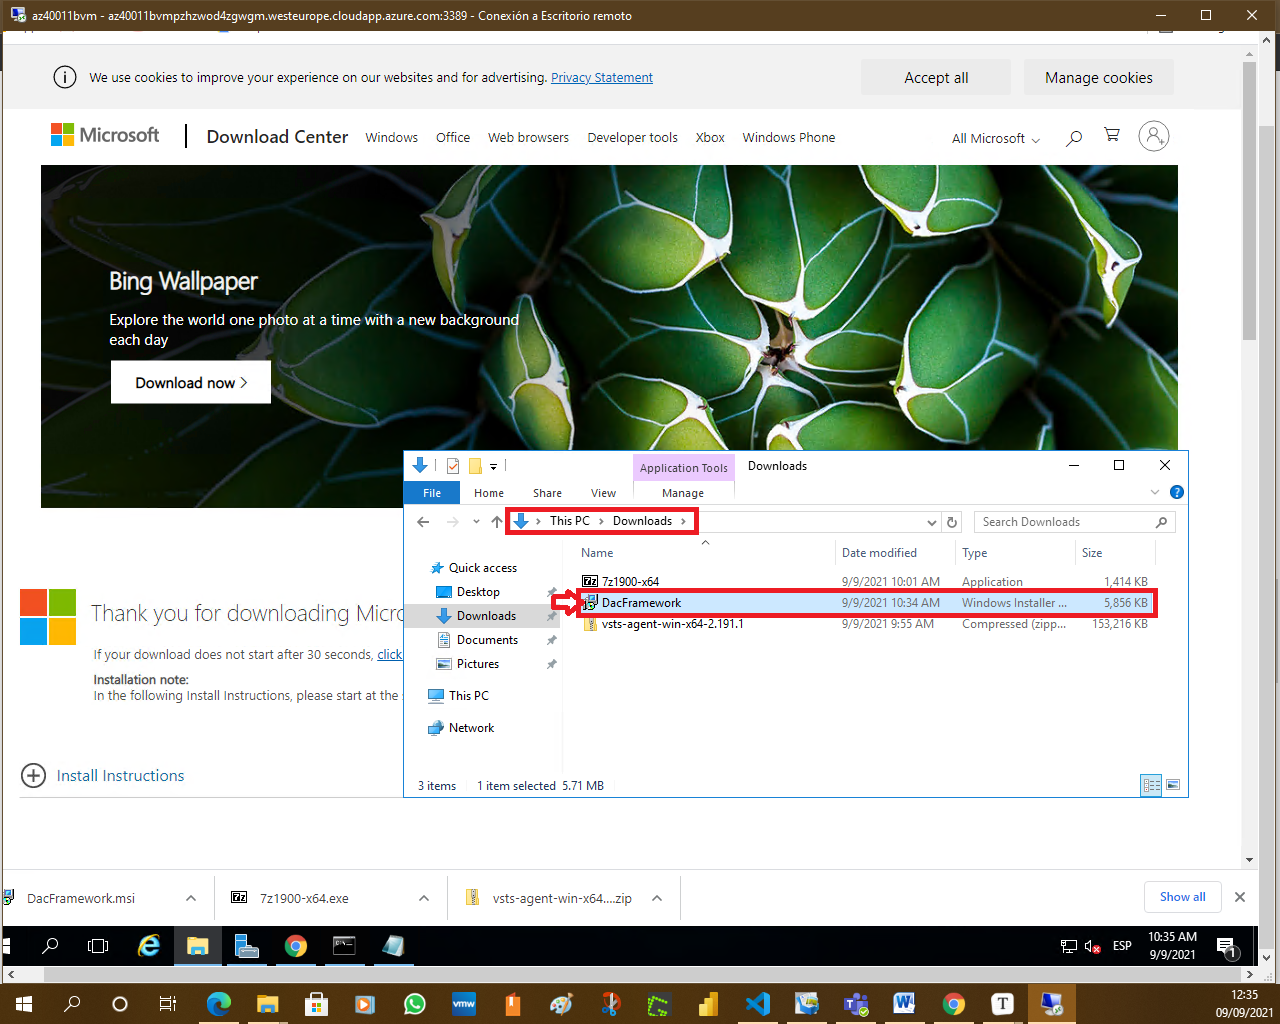 az40011bvm - az40011bvmpzhzwod4zgwgm.westeurope.cloudapp.azure.com:3389 - Conexión a Escritorio remoto
We use cookies to improve your experience on our websites and for advertising. Privacy Statement
Accept all
Manage cookies
Microsoft
Download Center
Windows
Office
Web browsers
Developer tools
Xbox
Windows Phone
All Microsoft
Bing Wallpaper
Explore the world one photo at a time with a new background
each day
Download now
Application Tools
Downloads
File
Home
Share
View
Manage
This PC
Downloads
Search Downloads
Name
Date modified
Type
Size
Quick access
Desktop
Downloads
Documents
Pictures
This PC
Network
7z1900-x64 9/9/2021 10:01 AM Application 1,414 KB
DacFramework 9/9/2021 10:34 AM Windows Installer ... 5,856 KB
vsts-agent-win-x64-2.191.1 9/9/2021 9:55 AM Compressed (zipp... 153,216 KB
3 items
1 item selected 5.71 MB
Thank you for downloading Micro
If your download does not start after 30 seconds, click
Installation note:
In the following Install Instructions, please start at the
Install Instructions
DacFramework.msi
7z1900-x64.exe
vsts-agent-win-x64....zip
Show all
ESP
10:35 AM
9/9/2021
1
12:35
09/09/2021